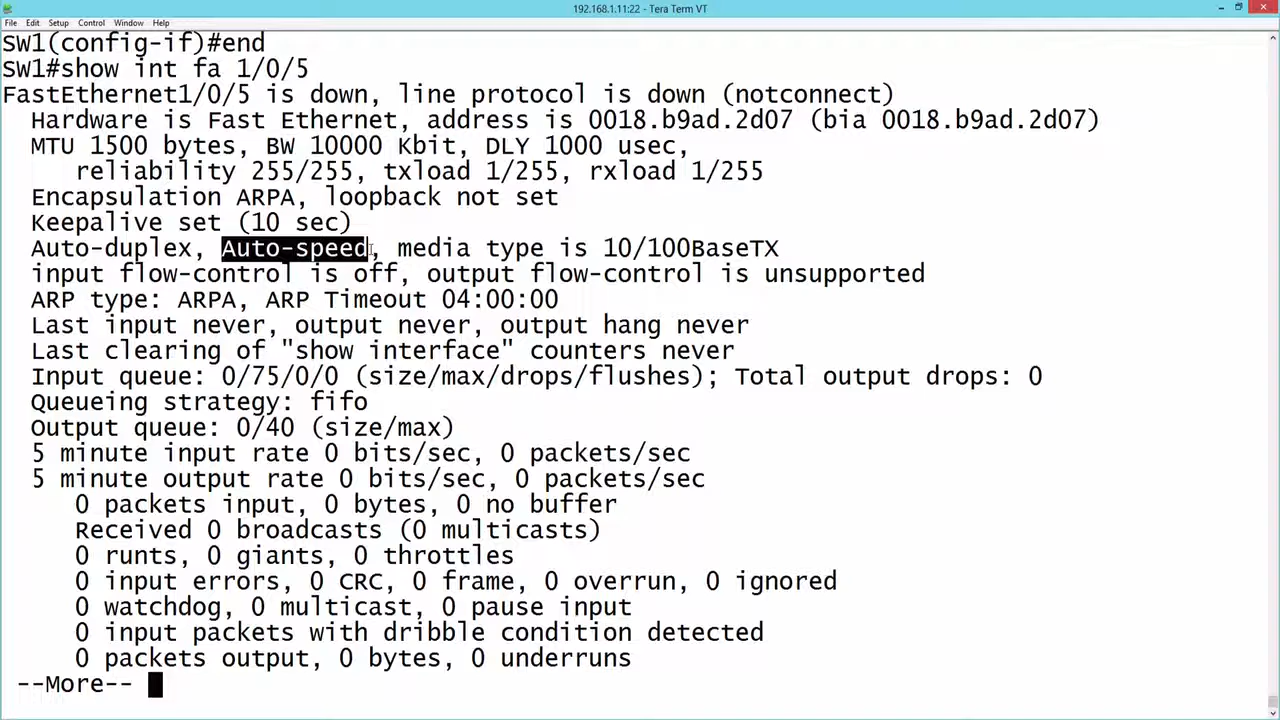 192.168.1.11:22 - Tera Term VT
File Edit Setup Control Window Help
SW1(config-if)#end
SW1#show int fa 1/0/5
FastEthernet1/0/5 is down, line protocol is down (notconnect)
Hardware is Fast Ethernet, address is 0018.b9ad.2d07 (bia 0018.b9ad.2d07)
MTU 1500 bytes, BW 10000 Kbit, DLY 1000 usec,
reliability 255/255, txload 1/255, rxload 1/255
Encapsulation ARPA, loopback not set
Keepalive set (10 sec)
Auto-duplex, Auto-speed, media type is 10/100BaseTX
input flow-control is off, output flow-control is unsupported
ARP type: ARPA, ARP Timeout 04:00:00
Last input never, output never, output hang never
Last clearing of "show interface" counters never
Input queue: 0/75/0/0 (size/max/drops/flushes); Total output drops: 0
Queueing strategy: fifo
Output queue: 0/40 (size/max)
5 minute input rate 0 bits/sec, 0 packets/sec
5 minute output rate 0 bits/sec, 0 packets/sec
0 packets input, 0 bytes, 0 no buffer
Received 0 broadcasts (0 multicasts)
0 runts, 0 giants, 0 throttles
0 input errors, 0 CRC, 0 frame, 0 overrun, 0 ignored
0 watchdog, 0 multicast, 0 pause input
0 input packets with dribble condition detected
0 packets output, 0 bytes, 0 underruns
--More--